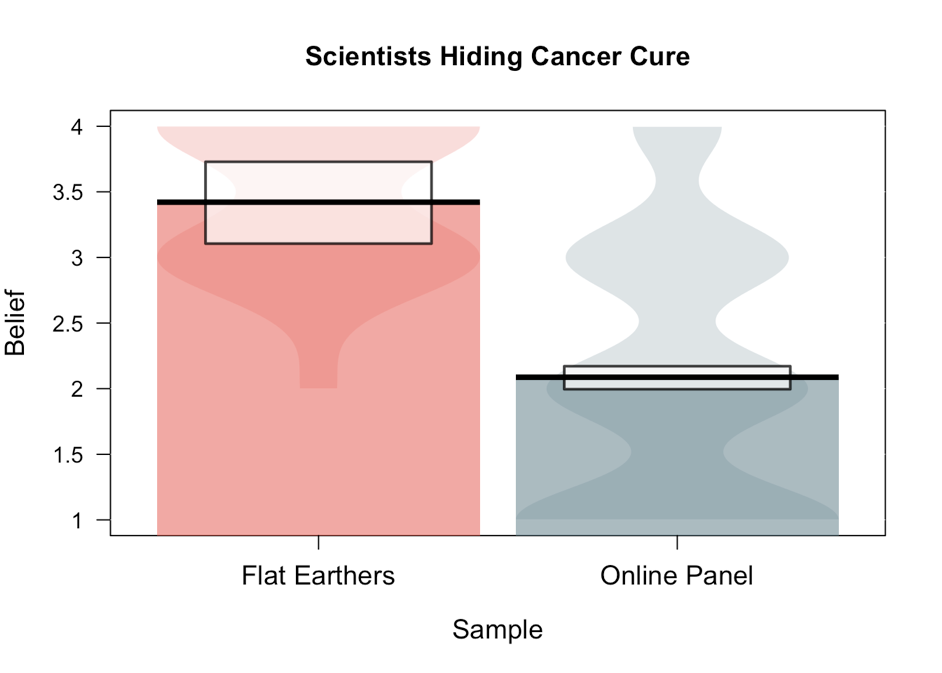 Scientists Hiding Cancer Cure
4
3.5
3
2.5
2
1.5
1
Belief
Flat Earthers
Online Panel
Sample